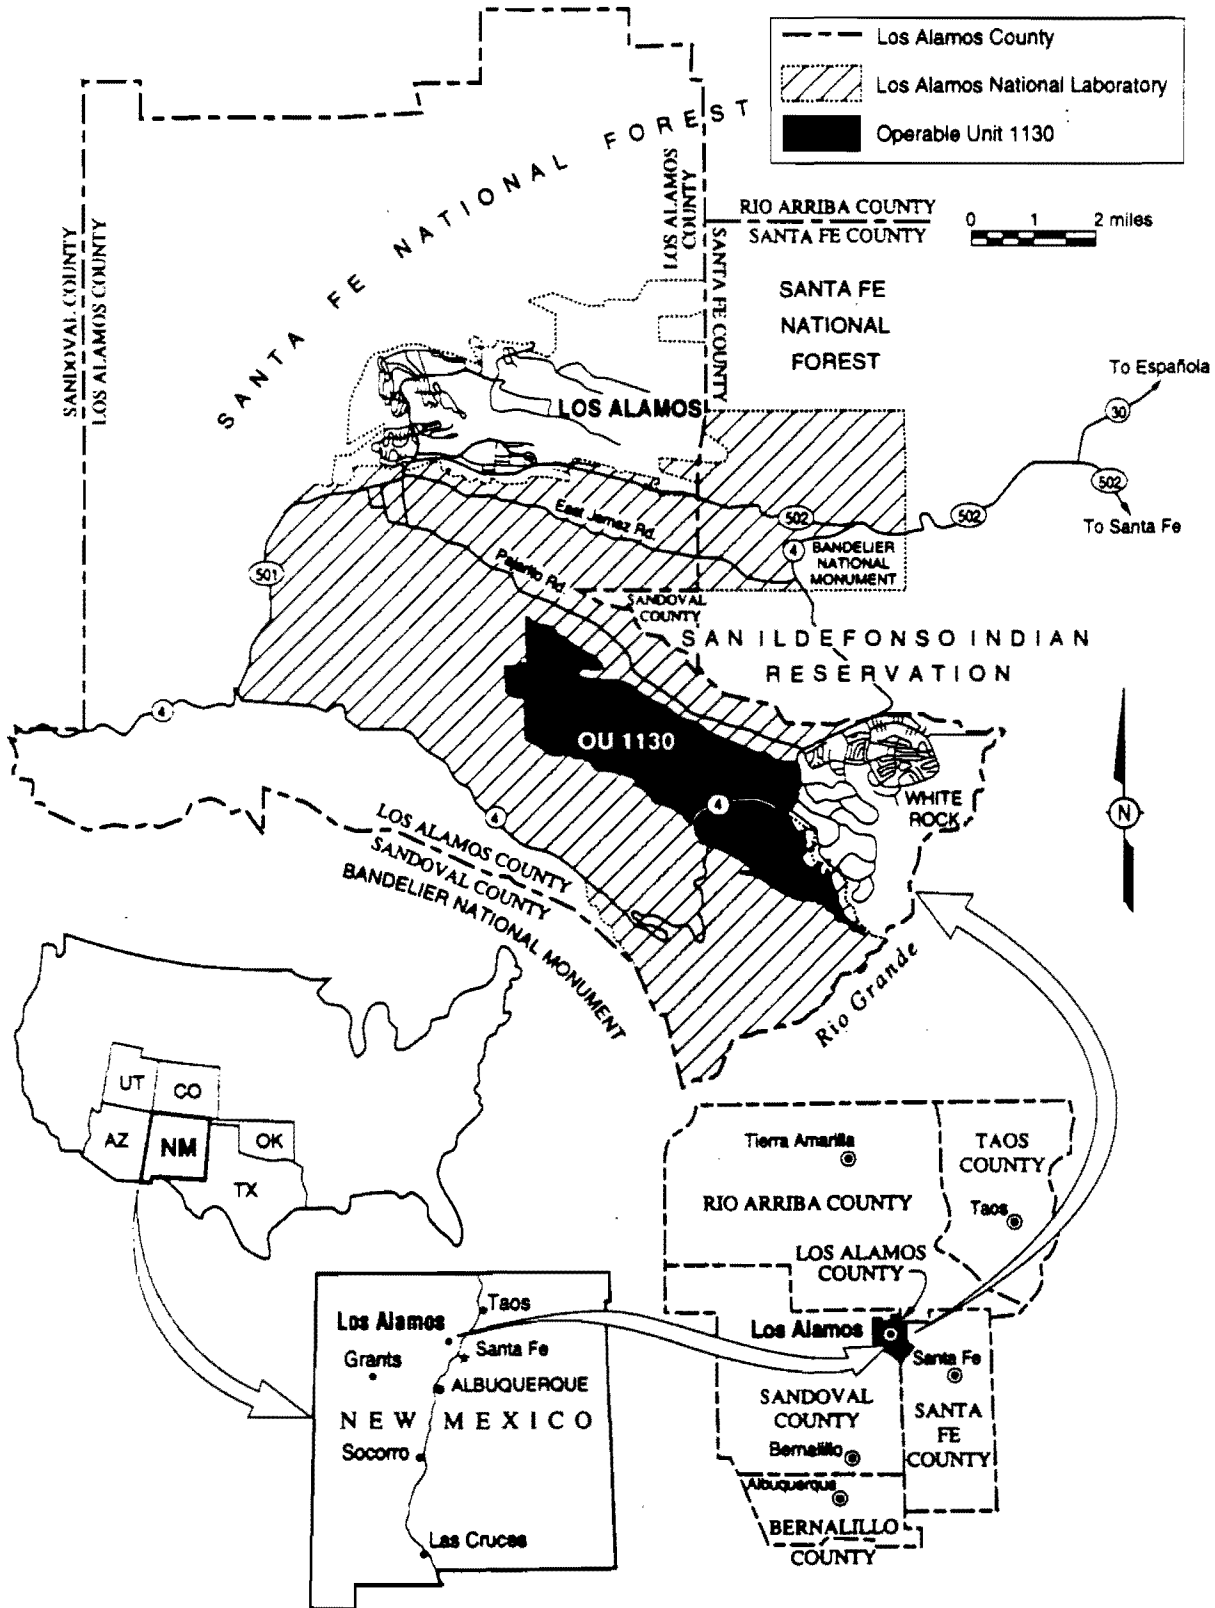 Los Alamos County
Los Alamos National Laboratory
Operable Unit 1130
SANTA FE NATIONAL FOREST
LOS ALAMOS
COUNTY
RIO ARRIBA COUNTY
SANTA FE COUNTY
0 1 2 miles
SANDOVAL COUNTY
LOS ALAMOS COUNTY
SANTA FE COUNTY
SANTA FE
NATIONAL
FOREST
To Española
30
LOS ALAMOS
502
To Santa Fe
502
502
East Jemez Rd.
4
BANDELIER
NATIONAL
MONUMENT
501
Pajarito Rd.
SANDOVAL
COUNTY
SAN ILDEFONSO INDIAN
RESERVATION
4
OU 1130
4
4
WHITE
ROCK
N
LOS ALAMOS COUNTY
SANDOVAL COUNTY
BANDELIER NATIONAL MONUMENT
Rio Grande
UT
CO
AZ
NM
OK
TX
Tierra Amarilla
TAOS
COUNTY
RIO ARRIBA COUNTY
Taos
LOS ALAMOS
COUNTY
Los Alamos
Santa Fe
SANDOVAL
COUNTY
SANTA
FE
COUNTY
Bernalillo
Albuquerque
BERNALILLO
COUNTY
Taos
Los Alamos
Santa Fe
Grants
ALBUQUERQUE
NEW MEXICO
Socorro
Las Cruces